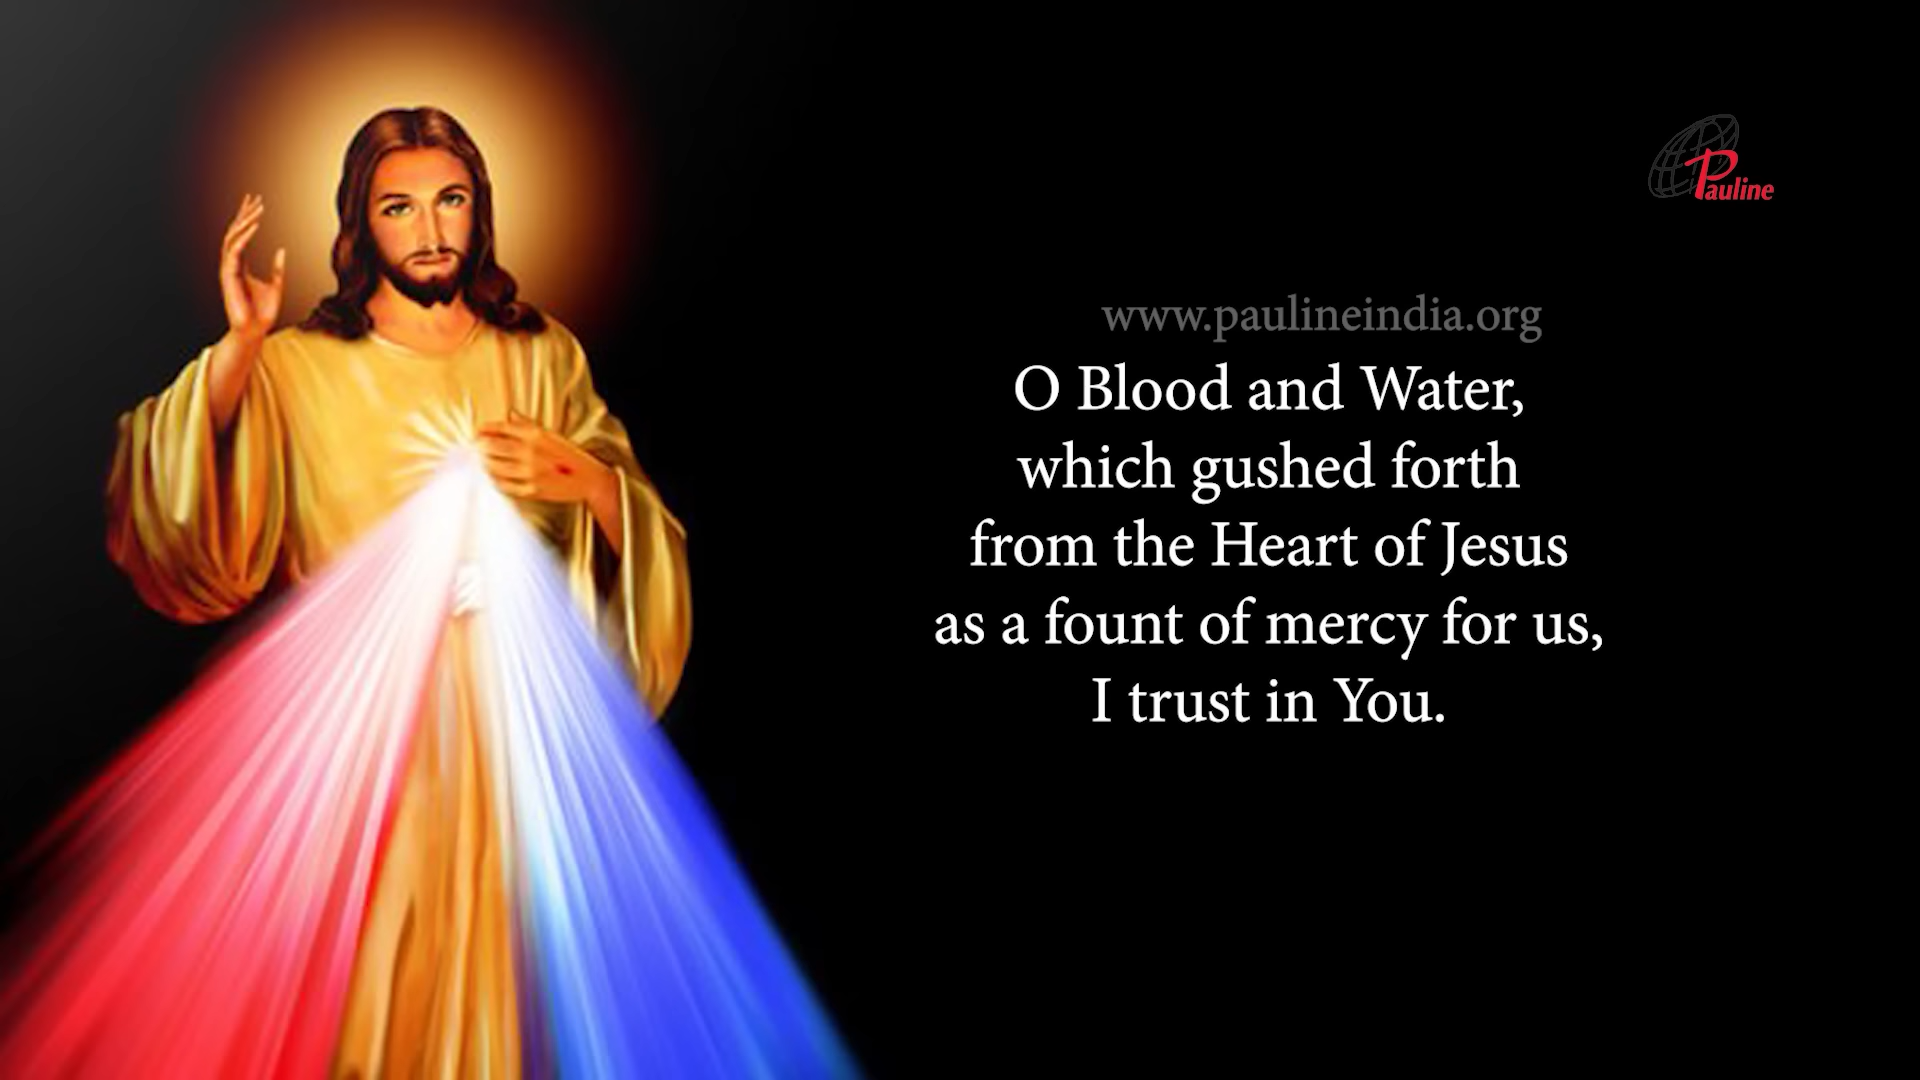 Pauline
www.paulineindia.org
O Blood and Water,
which gushed forth
from the Heart of Jesus
as a fount of mercy for us,
I trust in You.